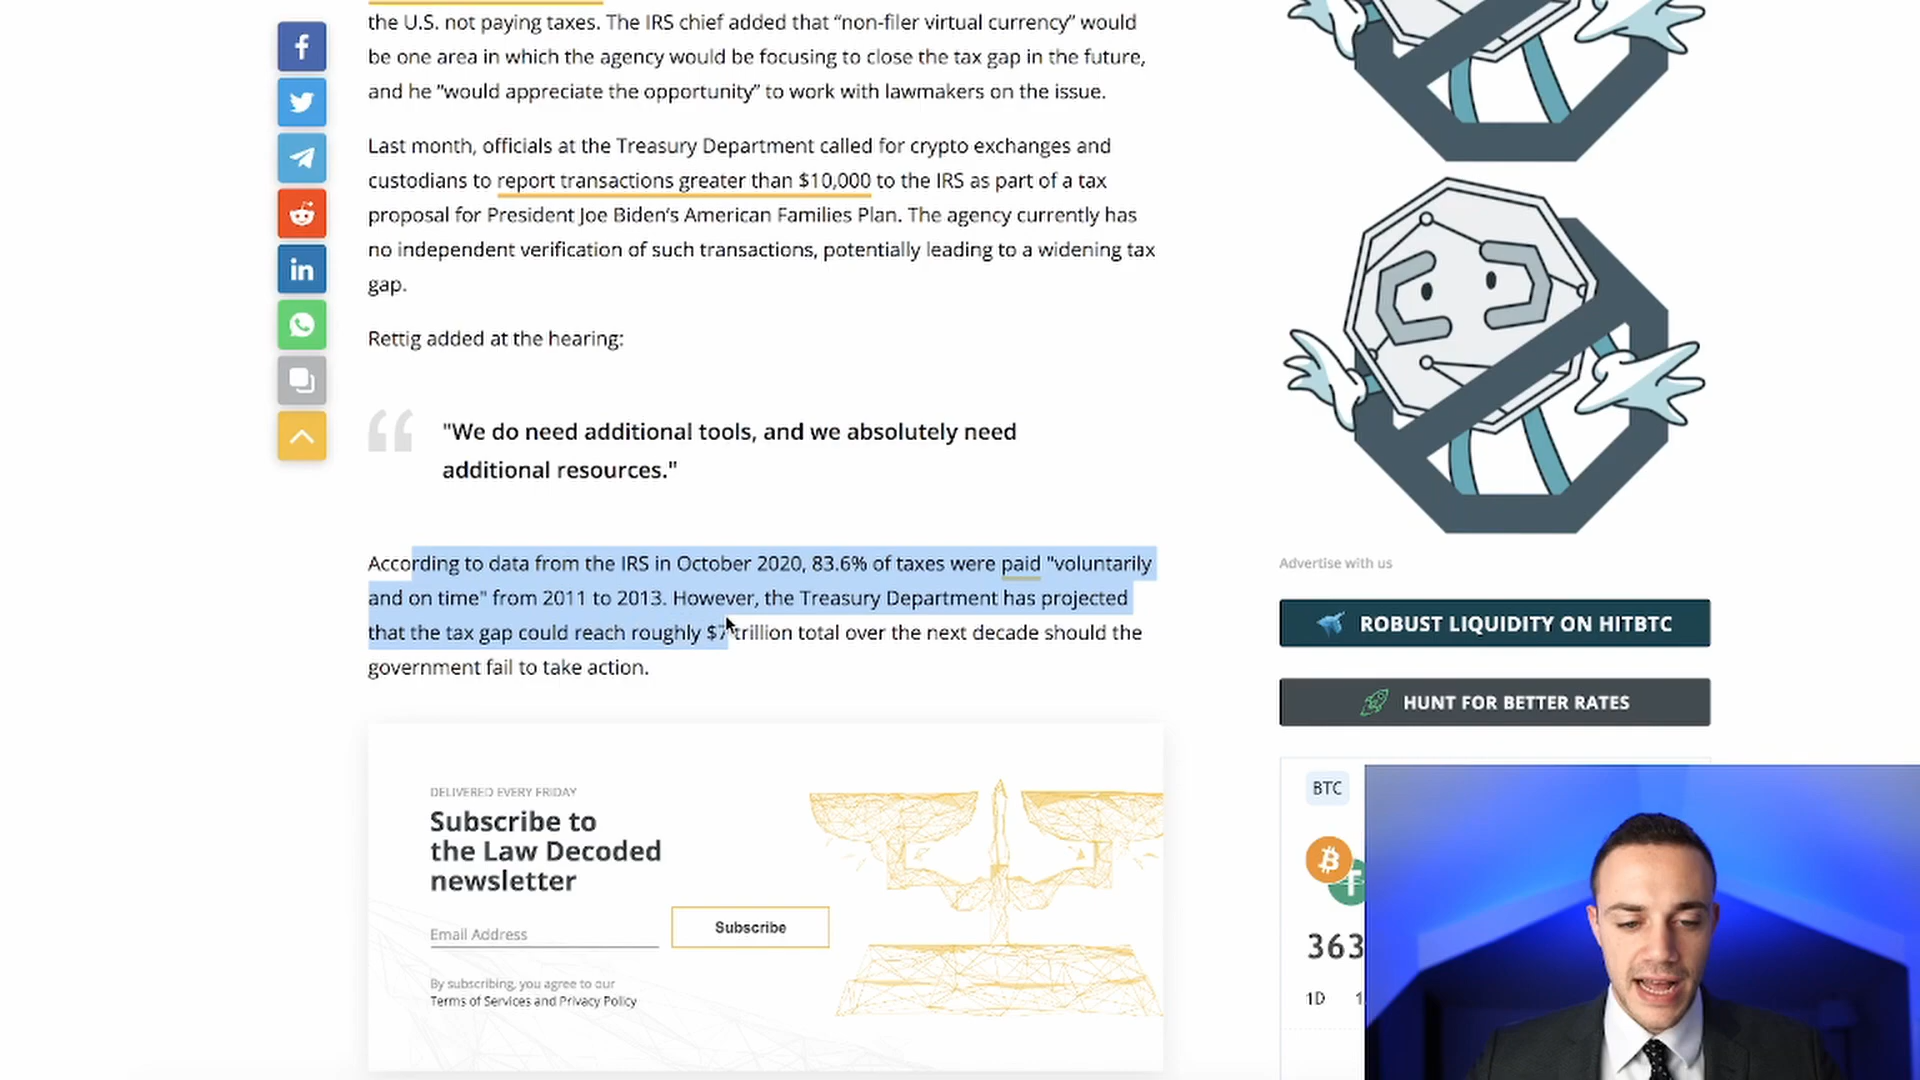 the U.S. not paying taxes. The IRS chief added that “non-filer virtual currency” would
be one area in which the agency would be focusing to close the tax gap in the future,
and he “would appreciate the opportunity” to work with lawmakers on the issue.
Last month, officials at the Treasury Department called for crypto exchanges and
custodians to report transactions greater than $10,000 to the IRS as part of a tax
proposal for President Joe Biden’s American Families Plan. The agency currently has
no independent verification of such transactions, potentially leading to a widening tax
gap.
Rettig added at the hearing:
"We do need additional tools, and we absolutely need
additional resources."
According to data from the IRS in October 2020, 83.6% of taxes were paid "voluntarily
and on time" from 2011 to 2013. However, the Treasury Department has projected
that the tax gap could reach roughly $7 trillion total over the next decade should the
government fail to take action.
DELIVERED EVERY FRIDAY
Subscribe to
the Law Decoded
newsletter
Email Address
Subscribe
By subscribing, you agree to our
Terms of Services and Privacy Policy
Advertise with us
ROBUST LIQUIDITY ON HITBTC
HUNT FOR BETTER RATES
BTC
363
1D